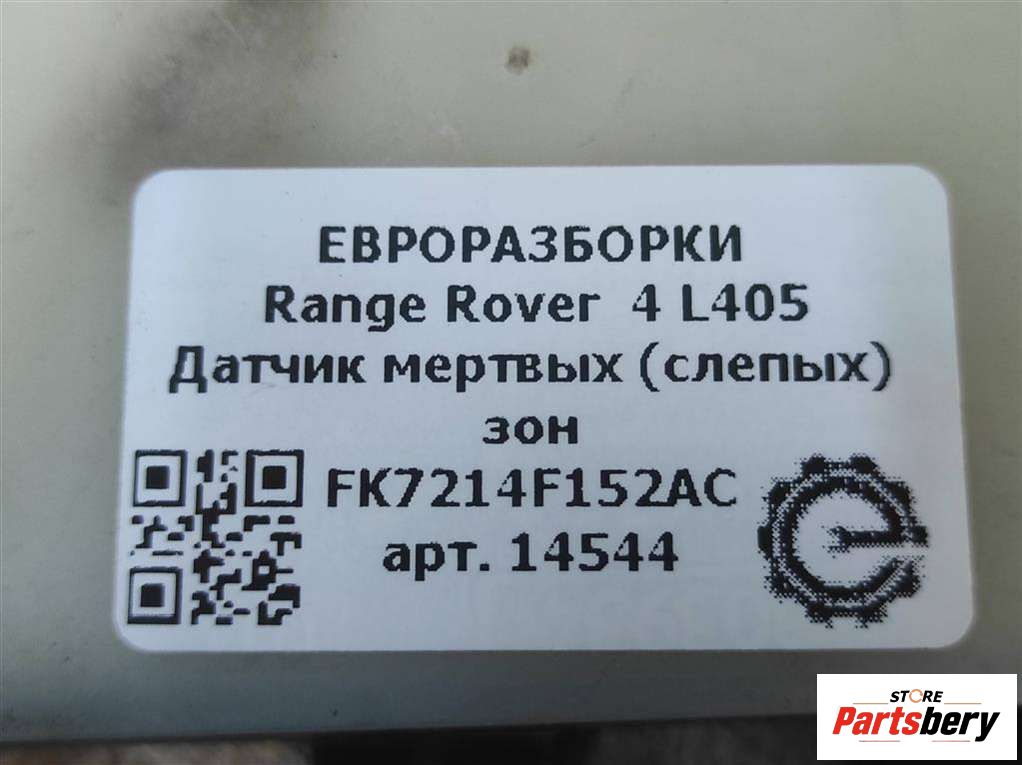 ЕВРОРАЗБОРКИ
Range Rover 4 L405
Датчик мертвых (слепых)
зон
FK7214F152AC
арт. 14544
STORE
Partsbery